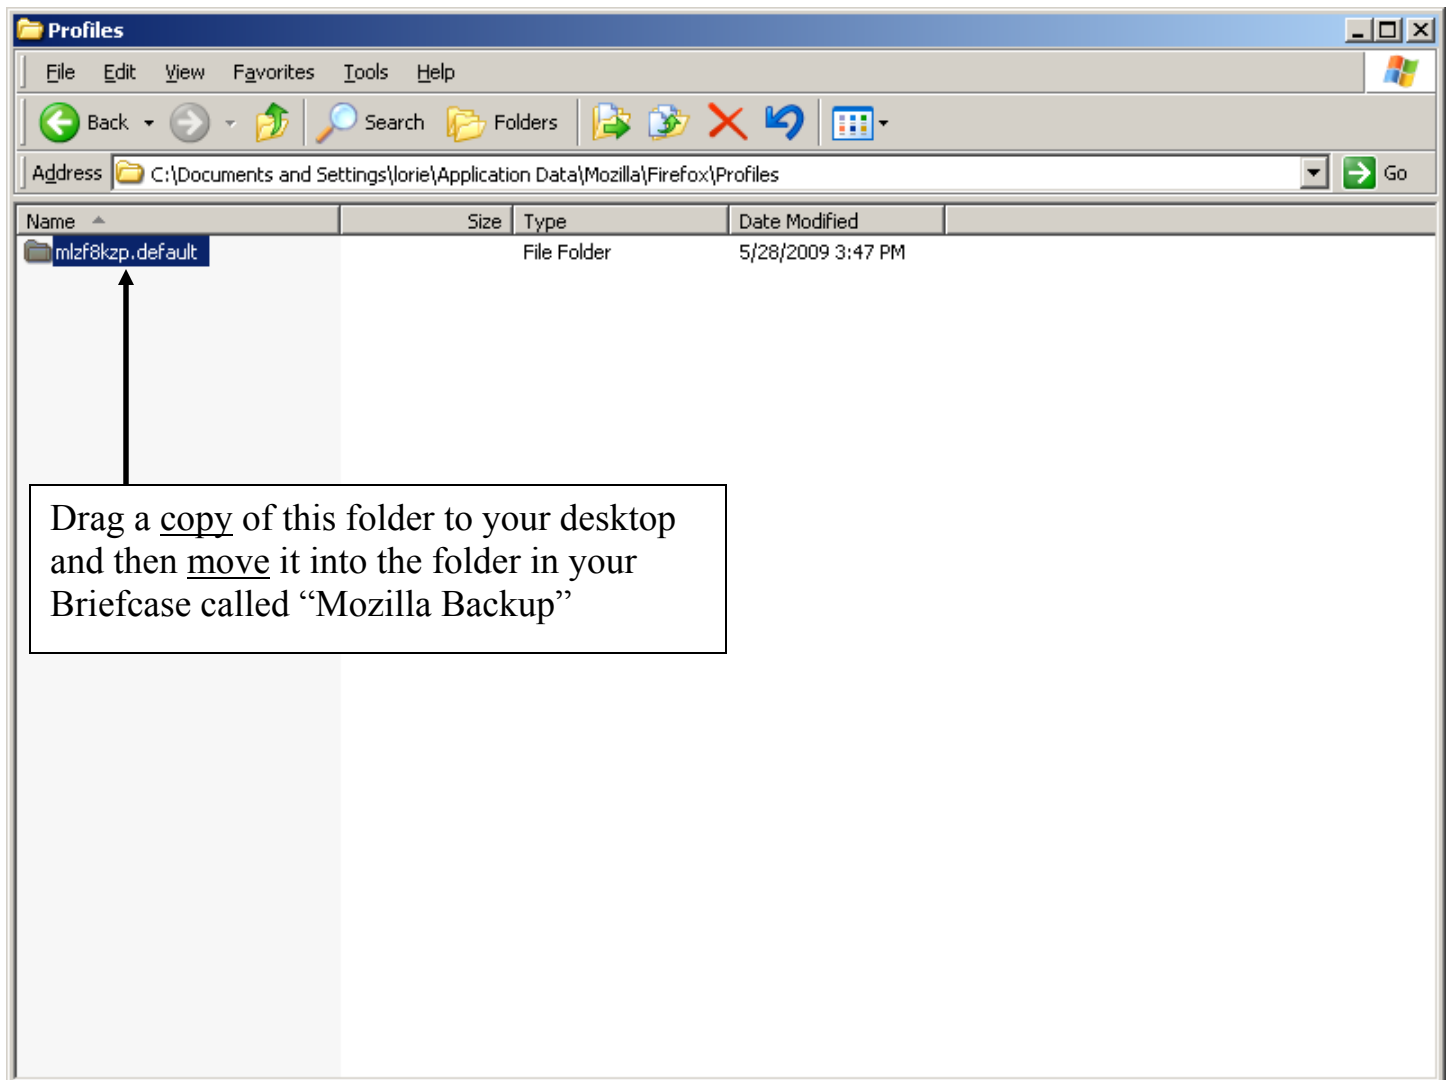 Profiles
File Edit View Favorites Tools Help
Back Search Folders
Address C:\Documents and Settings\lorie\Application Data\Mozilla\Firefox\Profiles Go
Name Size Type Date Modified
mlzf8kzp.default File Folder 5/28/2009 3:47 PM
Drag a copy of this folder to your desktop
and then move it into the folder in your
Briefcase called “Mozilla Backup”